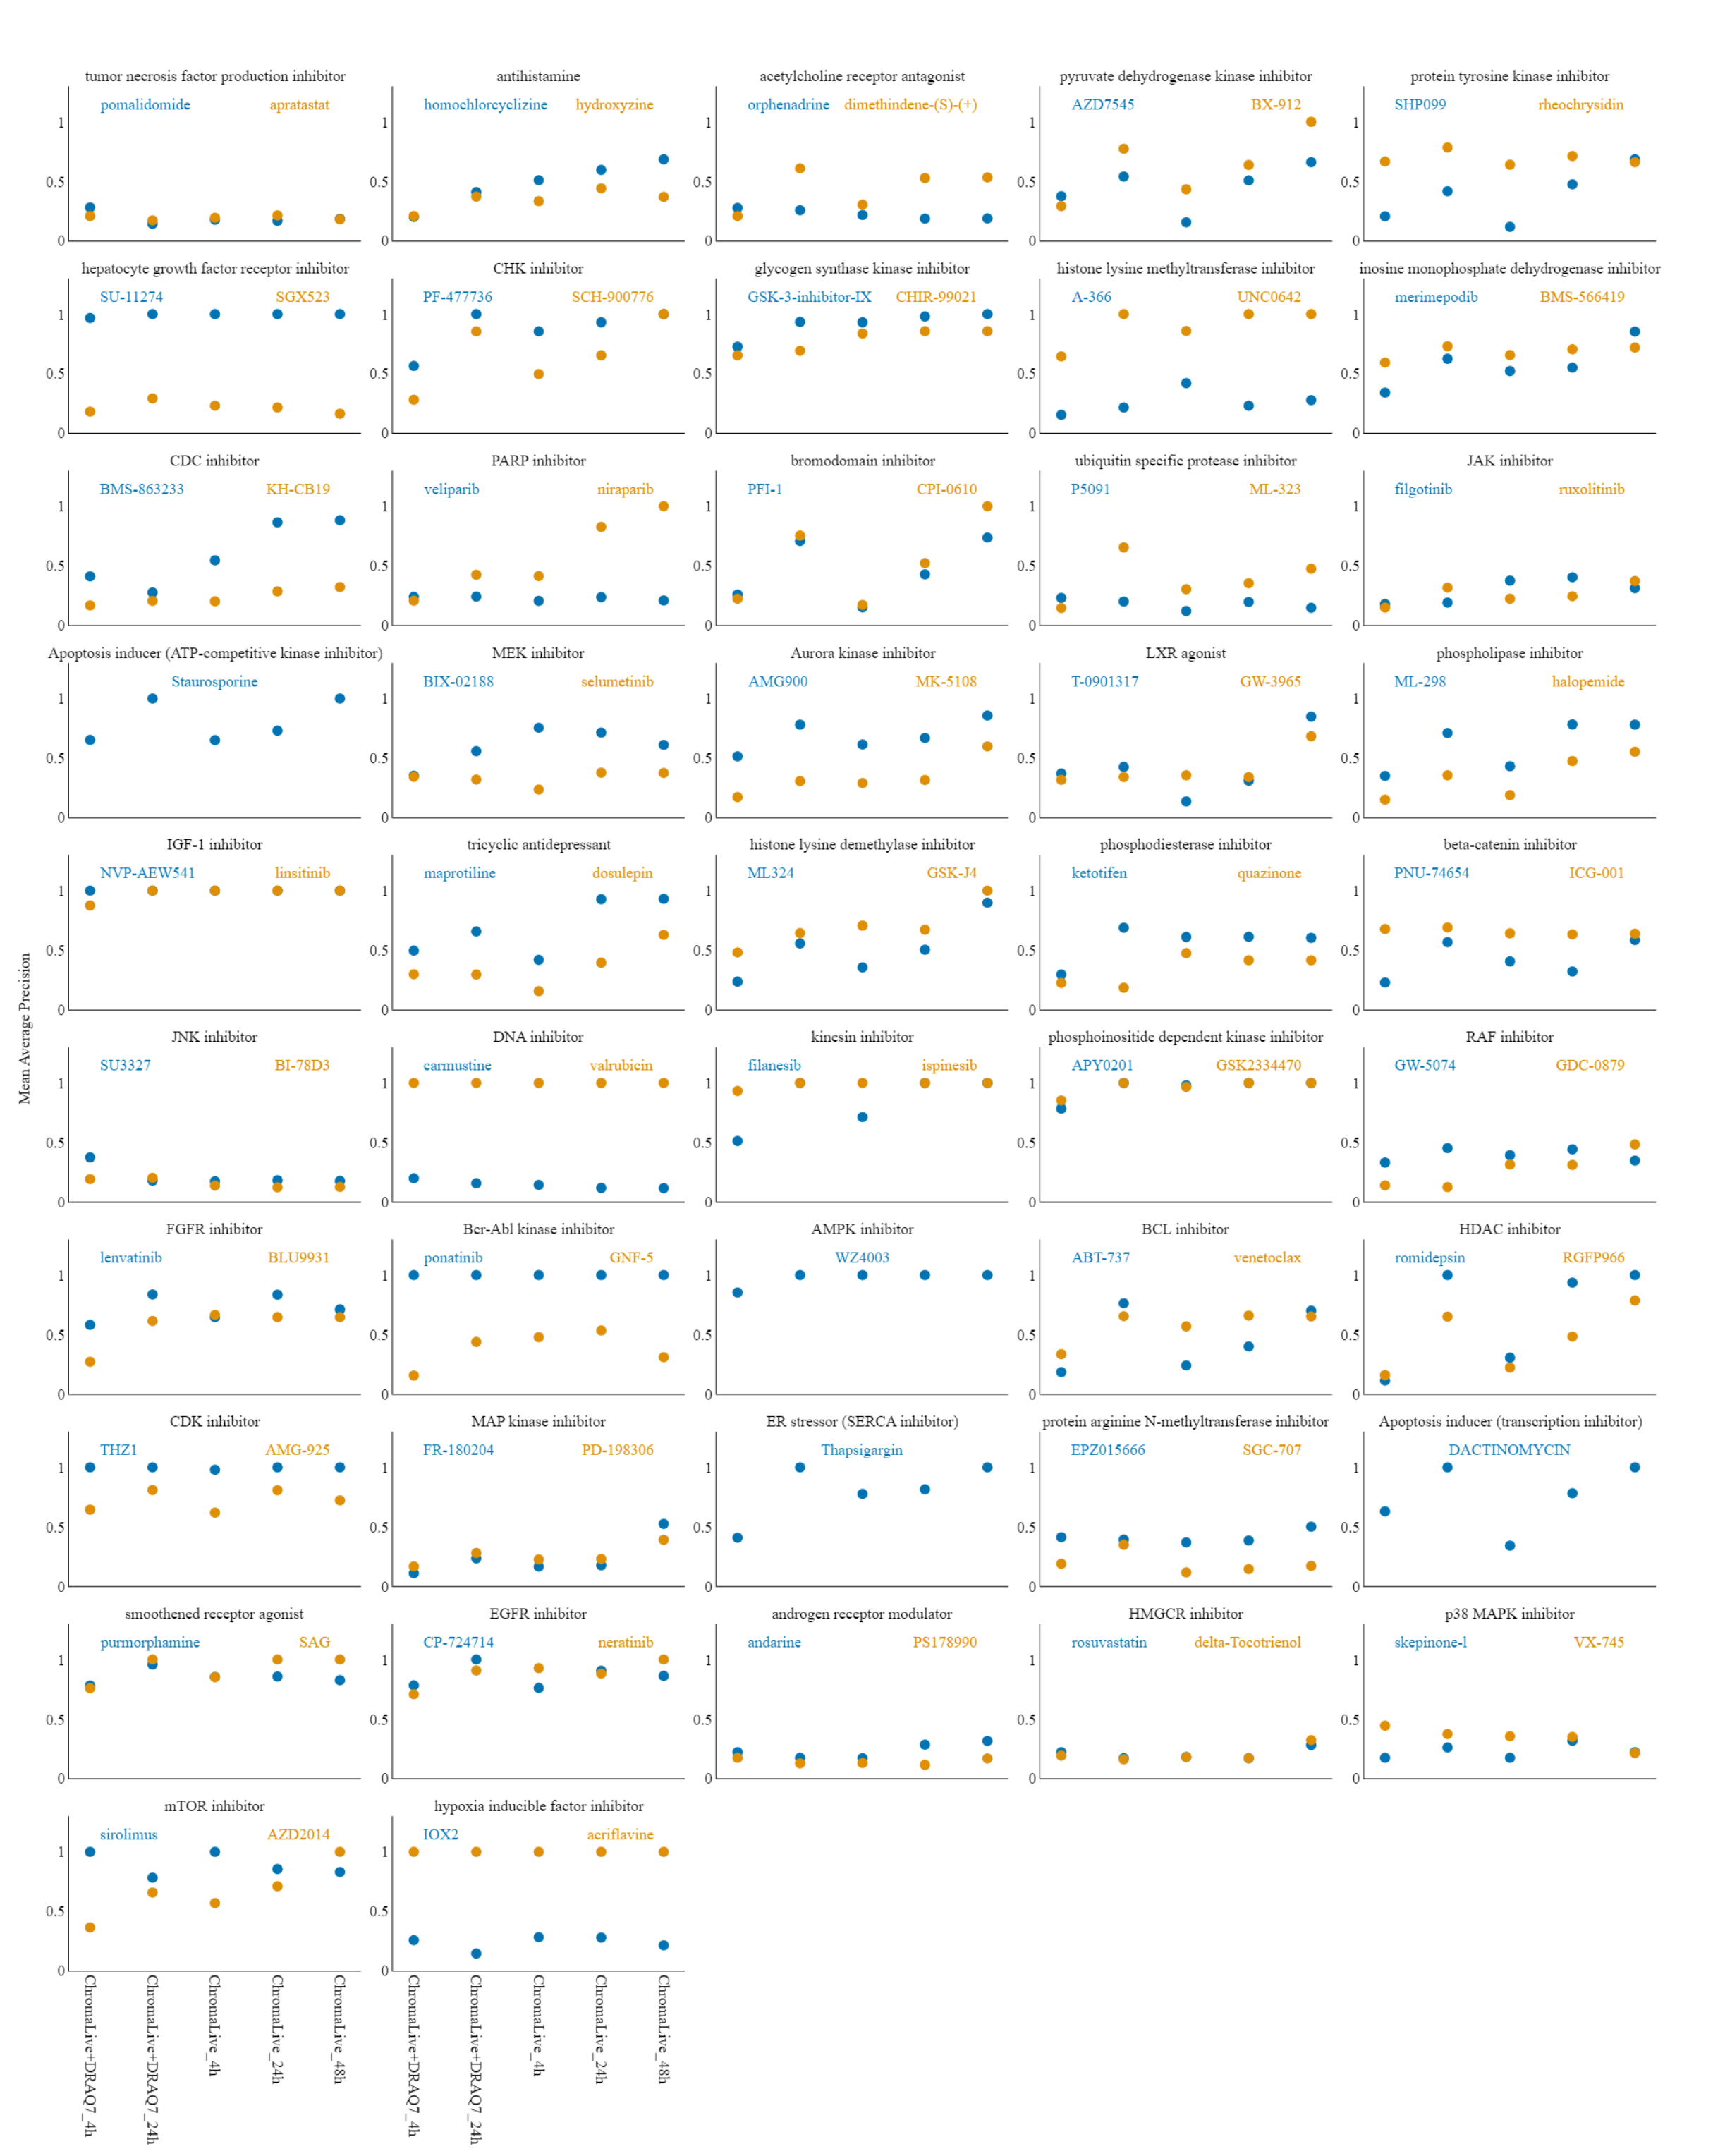 tumor necrosis factor production inhibitor
pomalidomide apratastat
1
0.5
0
antihistamine
homochlorcyclizine hydroxyzine
1
0.5
0
acetylcholine receptor antagonist
orphenadrine dimethindene-(S)-(+)
1
0.5
0
pyruvate dehydrogenase kinase inhibitor
AZD7545 BX-912
1
0.5
0
protein tyrosine kinase inhibitor
SHP099 rheochrysidin
1
0.5
0
hepatocyte growth factor receptor inhibitor
SU-11274 SGX523
1
0.5
0
CHK inhibitor
PF-477736 SCH-900776
1
0.5
0
glycogen synthase kinase inhibitor
GSK-3-inhibitor-IX CHIR-99021
1
0.5
0
histone lysine methyltransferase inhibitor
A-366 UNC0642
1
0.5
0
inosine monophosphate dehydrogenase inhibitor
merimepodib BMS-566419
1
0.5
0
CDC inhibitor
BMS-863233 KH-CB19
1
0.5
0
PARP inhibitor
veliparib niraparib
1
0.5
0
bromodomain inhibitor
PFI-1 CPI-0610
1
0.5
0
ubiquitin specific protease inhibitor
P5091 ML-323
1
0.5
0
JAK inhibitor
filgotinib ruxolitinib
1
0.5
0
Apoptosis inducer (ATP-competitive kinase inhibitor)
Staurosporine
1
0.5
0
MEK inhibitor
BIX-02188 selumetinib
1
0.5
0
Aurora kinase inhibitor
AMG900 MK-5108
1
0.5
0
LXR agonist
T-0901317 GW-3965
1
0.5
0
phospholipase inhibitor
ML-298 halopemide
1
0.5
0
IGF-1 inhibitor
NVP-AEW541 linsitinib
1
0.5
0
tricyclic antidepressant
maprotiline dosulepin
1
0.5
0
histone lysine demethylase inhibitor
ML324 GSK-J4
1
0.5
0
phosphodiesterase inhibitor
ketotifen quazinone
1
0.5
0
beta-catenin inhibitor
PNU-74654 ICG-001
1
0.5
0
Mean Average Precision
JNK inhibitor
SU3327 BI-78D3
1
0.5
0
DNA inhibitor
carmustine valrubicin
1
0.5
0
kinesin inhibitor
filanesib ispinesib
1
0.5
0
phosphoinositide dependent kinase inhibitor
APY0201 GSK2334470
1
0.5
0
RAF inhibitor
GW-5074 GDC-0879
1
0.5
0
FGFR inhibitor
lenvatinib BLU9931
1
0.5
0
Bcr-Abl kinase inhibitor
ponatinib GNF-5
1
0.5
0
AMPK inhibitor
WZ4003
1
0.5
0
BCL inhibitor
ABT-737 venetoclax
1
0.5
0
HDAC inhibitor
romidepsin RGFP966
1
0.5
0
CDK inhibitor
THZ1 AMG-925
1
0.5
0
MAP kinase inhibitor
FR-180204 PD-198306
1
0.5
0
ER stressor (SERCA inhibitor)
Thapsigargin
1
0.5
0
protein arginine N-methyltransferase inhibitor
EPZ015666 SGC-707
1
0.5
0
Apoptosis inducer (transcription inhibitor)
DACTINOMYCIN
1
0.5
0
smoothened receptor agonist
purmorphamine SAG
1
0.5
0
EGFR inhibitor
CP-724714 neratinib
1
0.5
0
androgen receptor modulator
andarine PS178990
1
0.5
0
HMGCR inhibitor
rosuvastatin delta-Tocotrienol
1
0.5
0
p38 MAPK inhibitor
skepinone-l VX-745
1
0.5
0
mTOR inhibitor
sirolimus AZD2014
1
0.5
0
ChromaLive+DRAQ7_4h
ChromaLive+DRAQ7_24h
ChromaLive_4h
ChromaLive_24h
ChromaLive_48h
hypoxia inducible factor inhibitor
IOX2 acriflavine
1
0.5
0
ChromaLive+DRAQ7_4h
ChromaLive+DRAQ7_24h
ChromaLive_4h
ChromaLive_24h
ChromaLive_48h